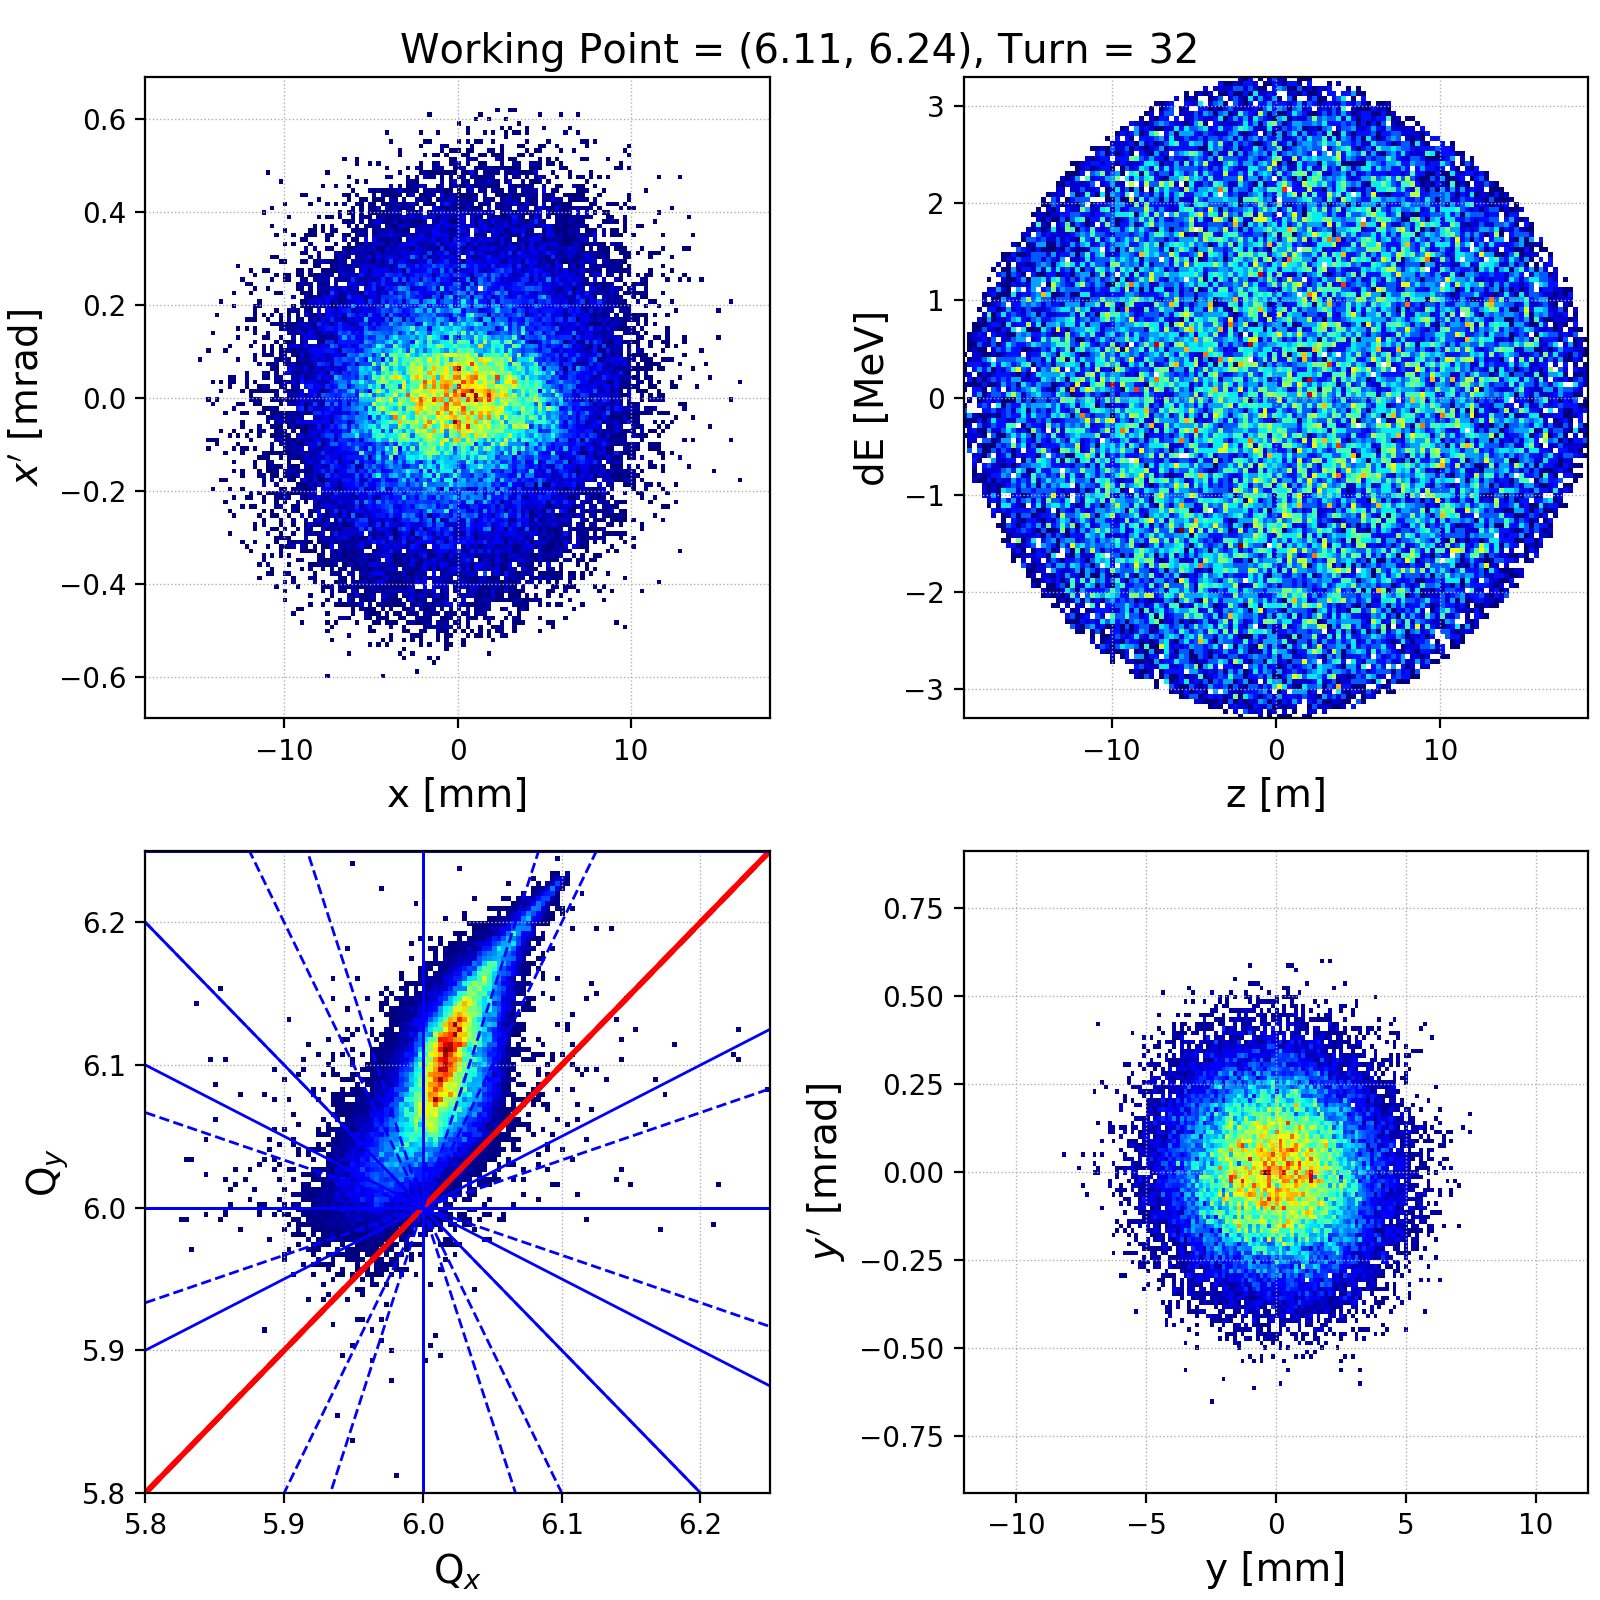 Working Point = (6.11, 6.24), Turn = 32
0.6
0.4
0.2
0.0
−0.2
−0.4
−0.6
x′ [mrad]
−10 0 10
x [mm]
3
2
1
0
−1
−2
−3
dE [MeV]
−10 0 10
z [m]
6.2
6.1
6.0
5.9
5.8
Qy
5.8 5.9 6.0 6.1 6.2
Qx
0.75
0.50
0.25
0.00
−0.25
−0.50
−0.75
y′ [mrad]
−10 −5 0 5 10
y [mm]